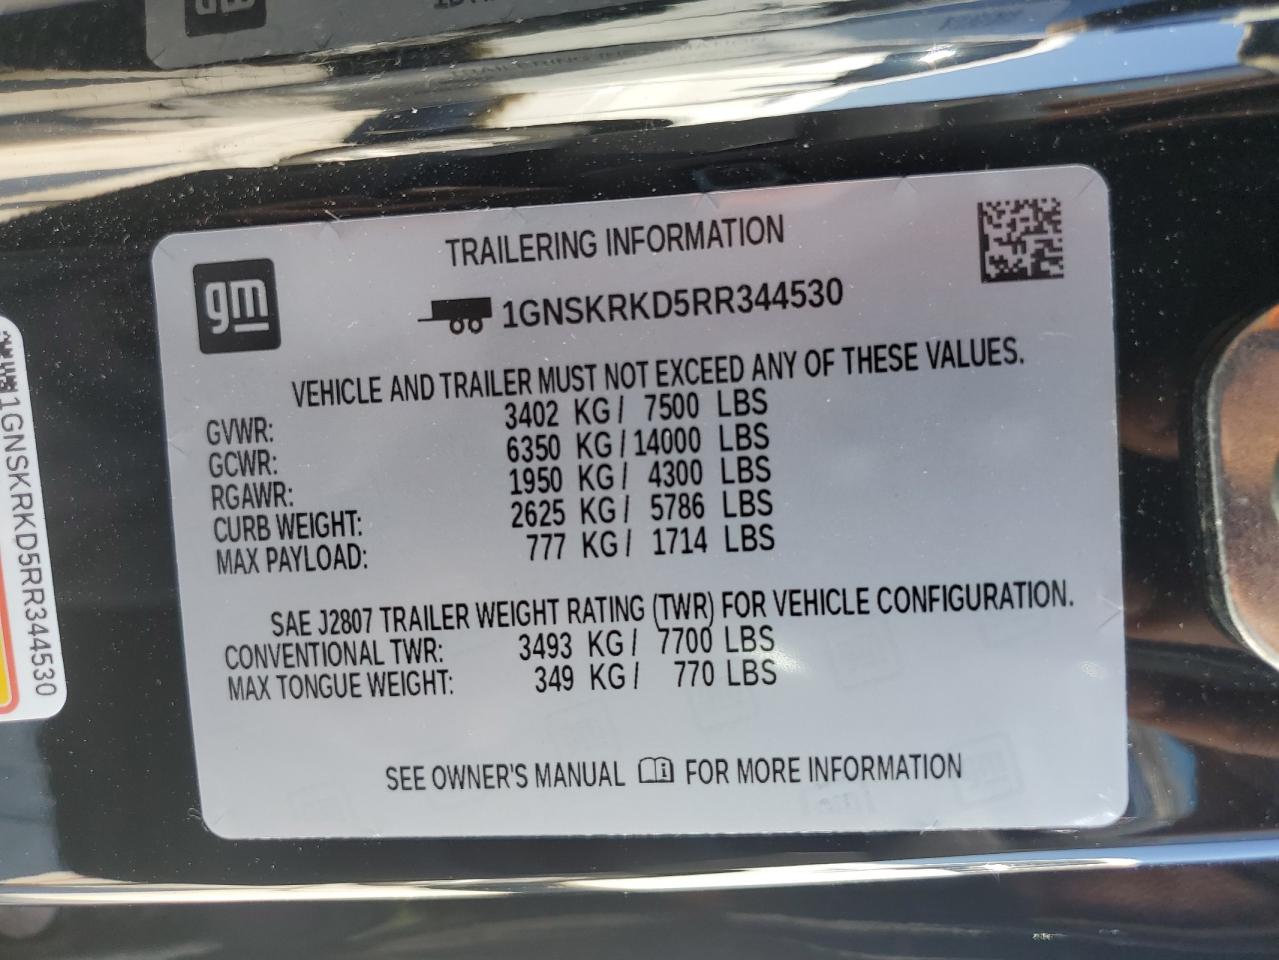 TRAILERING INFORMATION
gm
1GNSKRKD5RR344530
VEHICLE AND TRAILER MUST NOT EXCEED ANY OF THESE VALUES.
GVWR: 3402 KG / 7500 LBS
GCWR: 6350 KG / 14000 LBS
RGAWR: 1950 KG / 4300 LBS
CURB WEIGHT: 2625 KG / 5786 LBS
MAX PAYLOAD: 777 KG / 1714 LBS
SAE J2807 TRAILER WEIGHT RATING (TWR) FOR VEHICLE CONFIGURATION.
CONVENTIONAL TWR: 3493 KG / 7700 LBS
MAX TONGUE WEIGHT: 349 KG / 770 LBS
SEE OWNER'S MANUAL FOR MORE INFORMATION
1GNSKRKD5RR344530